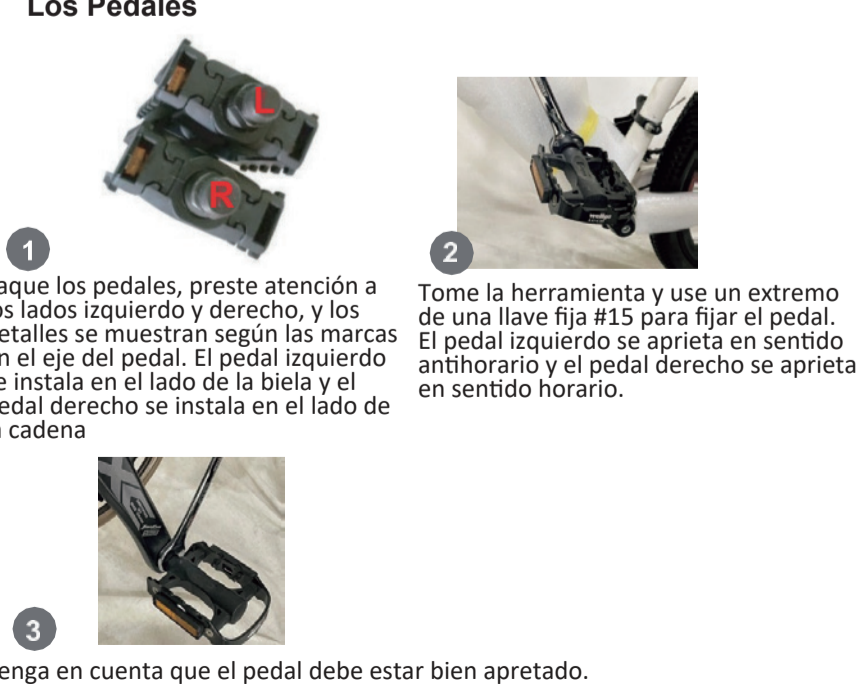 Los Pedales
L
R
1
aque los pedales, preste atención a
os lados izquierdo y derecho, y los
etalles se muestran según las marcas
n el eje del pedal. El pedal izquierdo
e instala en el lado de la biela y el
edal derecho se instala en el lado de
a cadena
2
Tome la herramienta y use un extremo
de una llave fija #15 para fijar el pedal.
El pedal izquierdo se aprieta en sentido
antihorario y el pedal derecho se aprieta
en sentido horario.
3
enga en cuenta que el pedal debe estar bien apretado.